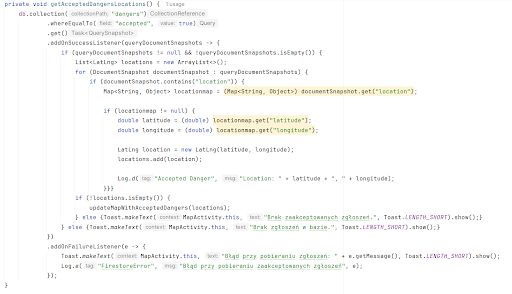 private void getAcceptedDangersLocations() { 1 usage
db.collection( collectionPath: "dangers") CollectionReference
.whereEqualTo( field: "accepted", value: true) Query
.get() Task<QuerySnapshot>
.addOnSuccessListener(queryDocumentSnapshots -> {
if (queryDocumentSnapshots != null && !queryDocumentSnapshots.isEmpty()) {
List<LatLng> locations = new ArrayList<>();
for (DocumentSnapshot documentSnapshot : queryDocumentSnapshots) {
if (documentSnapshot.contains("location")) {
Map<String, Object> locationmap = (Map<String, Object>) documentSnapshot.get("location");
if (locationmap != null) {
double latitude = (double) locationmap.get("latitude");
double longitude = (double) locationmap.get("longitude");
LatLng location = new LatLng(latitude, longitude);
locations.add(location);
Log.d( tag: "Accepted Danger", msg: "Location: " + latitude + ", " + longitude);
}}}
if (!locations.isEmpty()) {
updateMapWithAcceptedDangers(locations);
} else {Toast.makeText( context: MapActivity.this, text: "Brak zaakceptowanych zgłoszeń.", Toast.LENGTH_SHORT).show();}
} else {Toast.makeText( context: MapActivity.this, text: "Brak zgłoszeń w bazie.", Toast.LENGTH_SHORT).show();}
})
.addOnFailureListener(e -> {
Toast.makeText( context: MapActivity.this, text: "Błąd przy pobieraniu zgłoszeń: " + e.getMessage(), Toast.LENGTH_SHORT).show();
Log.e( tag: "FirestoreError", msg: "Błąd przy pobieraniu zaakceptowanych zgłoszeń", e);
});
}